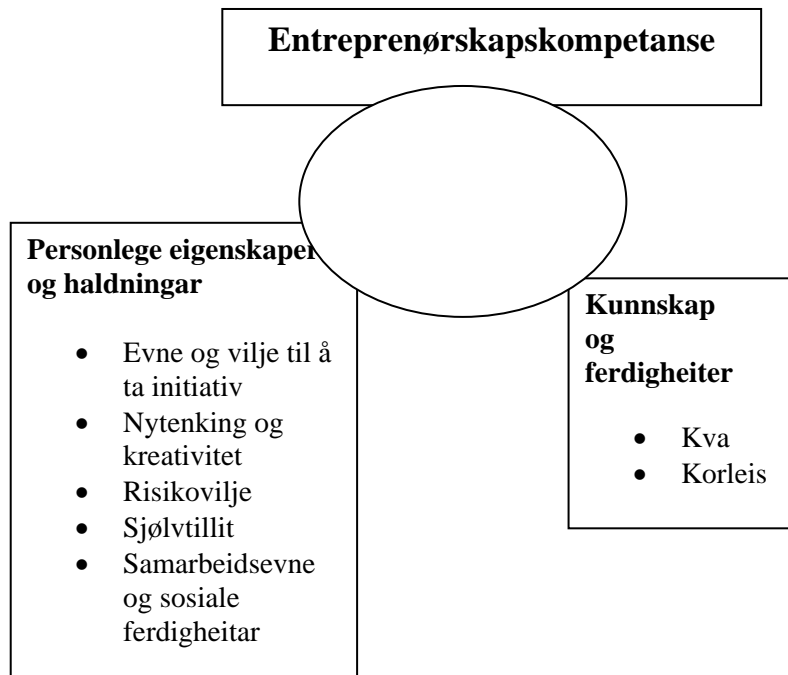 Entreprenørskapskompetanse
Personlege eigenskaper
og haldningar
• Evne og vilje til å
ta initiativ
• Nytenking og
kreativitet
• Risikovilje
• Sjølvtillit
• Samarbeidsevne
og sosiale
ferdigheitar
Kunnskap
og
ferdigheiter
• Kva
• Korleis